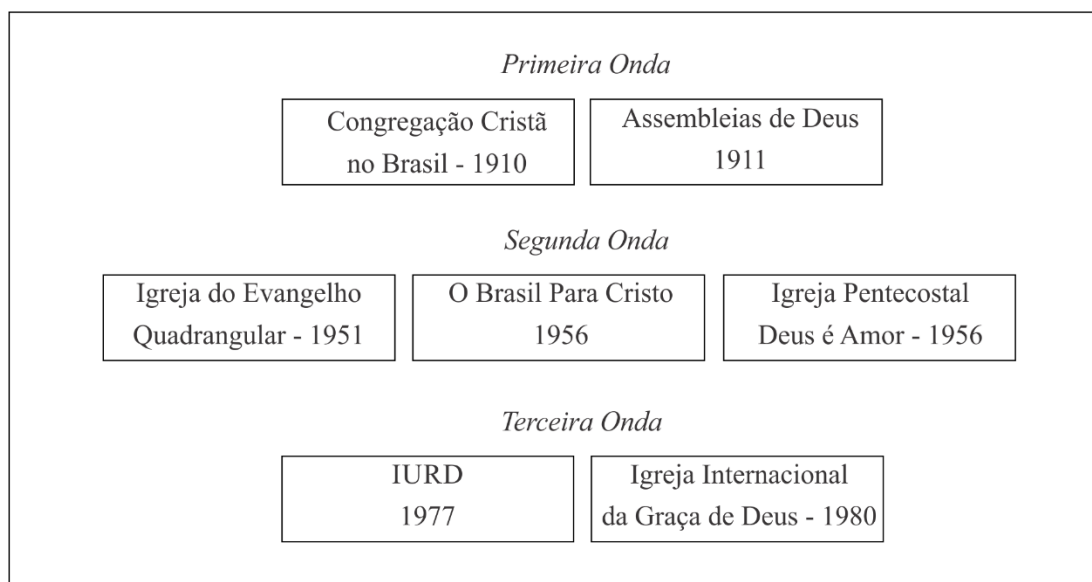 Primeira Onda
Congregação Cristã
no Brasil - 1910
Assembleias de Deus
1911
Segunda Onda
Igreja do Evangelho
Quadrangular - 1951
O Brasil Para Cristo
1956
Igreja Pentecostal
Deus é Amor - 1956
Terceira Onda
IURD
1977
Igreja Internacional
da Graça de Deus - 1980